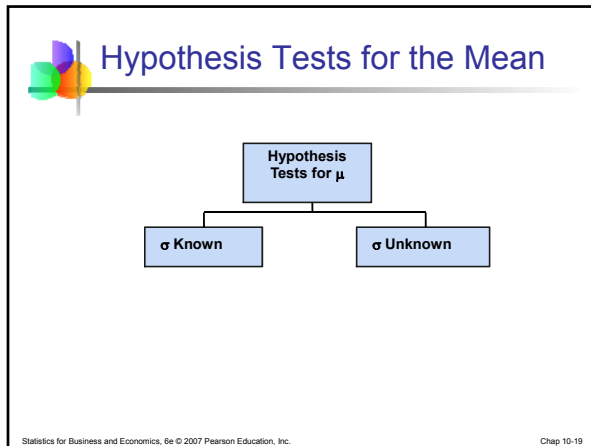 Hypothesis Tests for the Mean
Hypothesis
Tests for μ
σ Known
σ Unknown
Statistics for Business and Economics, 6e © 2007 Pearson Education, Inc.
Chap 10-19